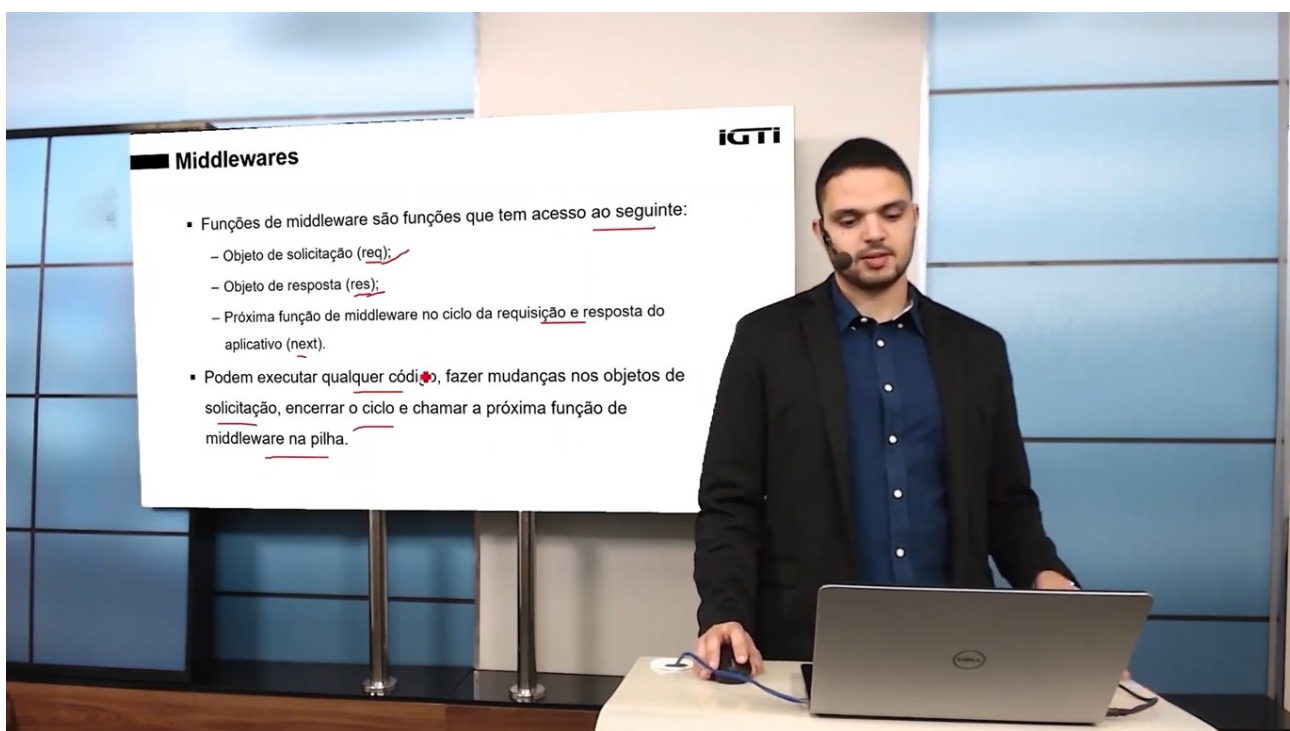 iGTi
Middlewares
▪ Funções de middleware são funções que tem acesso ao seguinte:
– Objeto de solicitação (req);
– Objeto de resposta (res);
– Próxima função de middleware no ciclo da requisição e resposta do
aplicativo (next).
▪ Podem executar qualquer código, fazer mudanças nos objetos de
solicitação, encerrar o ciclo e chamar a próxima função de
middleware na pilha.
DELL